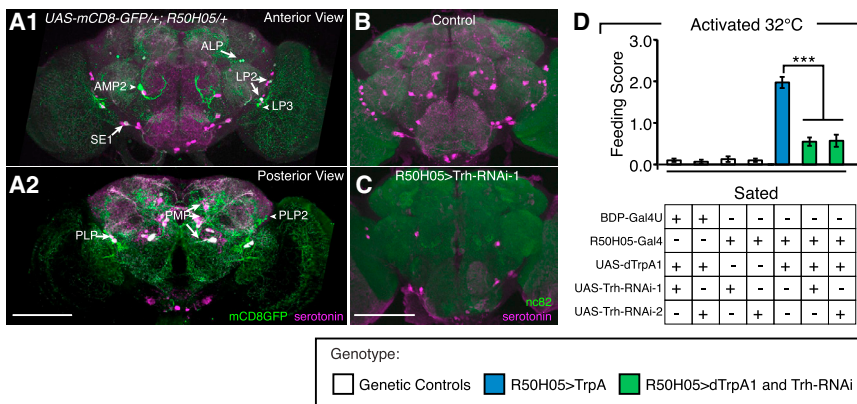 A1
UAS-mCD8-GFP/+; R50H05/+
Anterior View
ALP
LP2
AMP2
LP3
SE1
A2
Posterior View
PMP
PLP2
PLP
mCD8GFP serotonin
B
Control
C
R50H05>Trh-RNAi-1
nc82
serotonin
D
Activated 32°C
Feeding Score
3.0
2.0
1.0
0.0
***
Sated
BDP-Gal4U + + - - - - -
R50H05-Gal4 - - + + + + +
UAS-dTrpA1 + + - - + + +
UAS-Trh-RNAi-1 + - + - - + -
UAS-Trh-RNAi-2 - + - + - - +
Genotype:
Genetic Controls
R50H05>TrpA
R50H05>dTrpA1 and Trh-RNAi